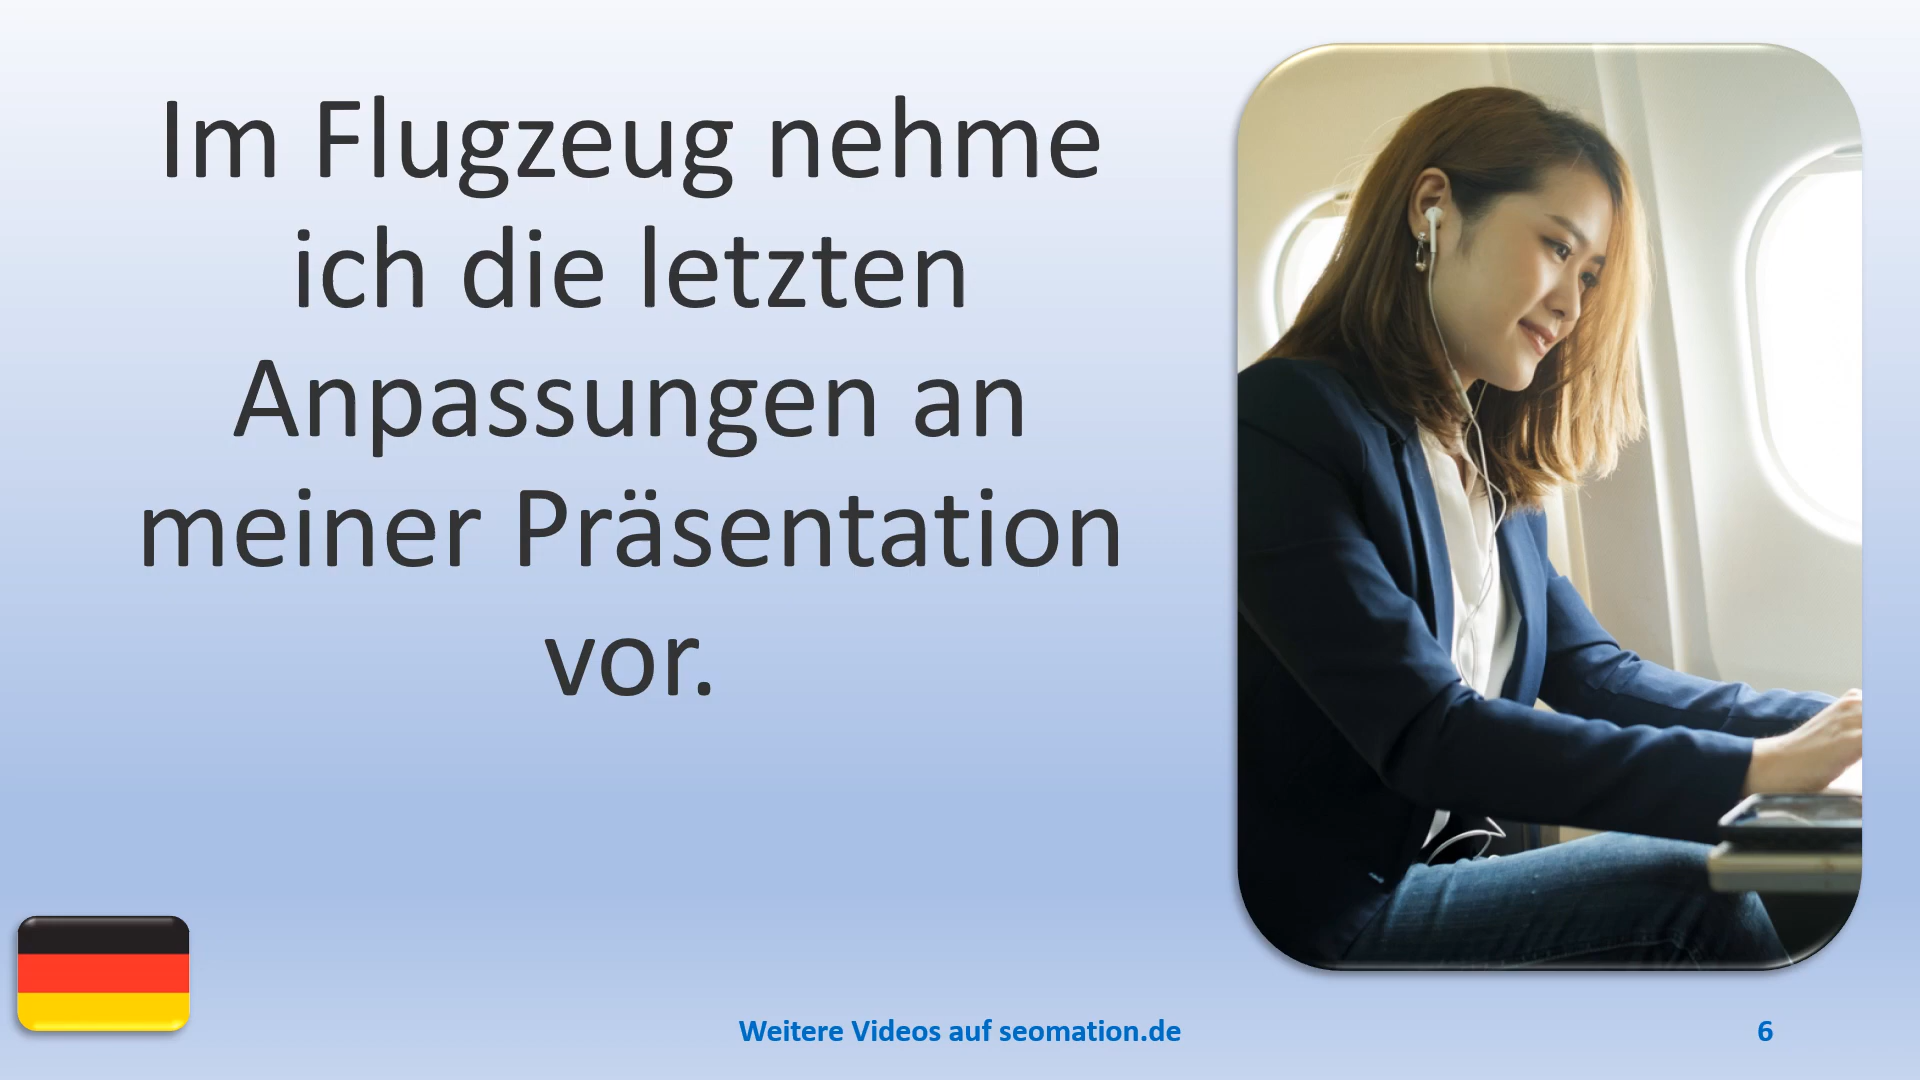 Im Flugzeug nehme
ich die letzten
Anpassungen an
meiner Präsentation
vor.
Weitere Videos auf seomation.de
6